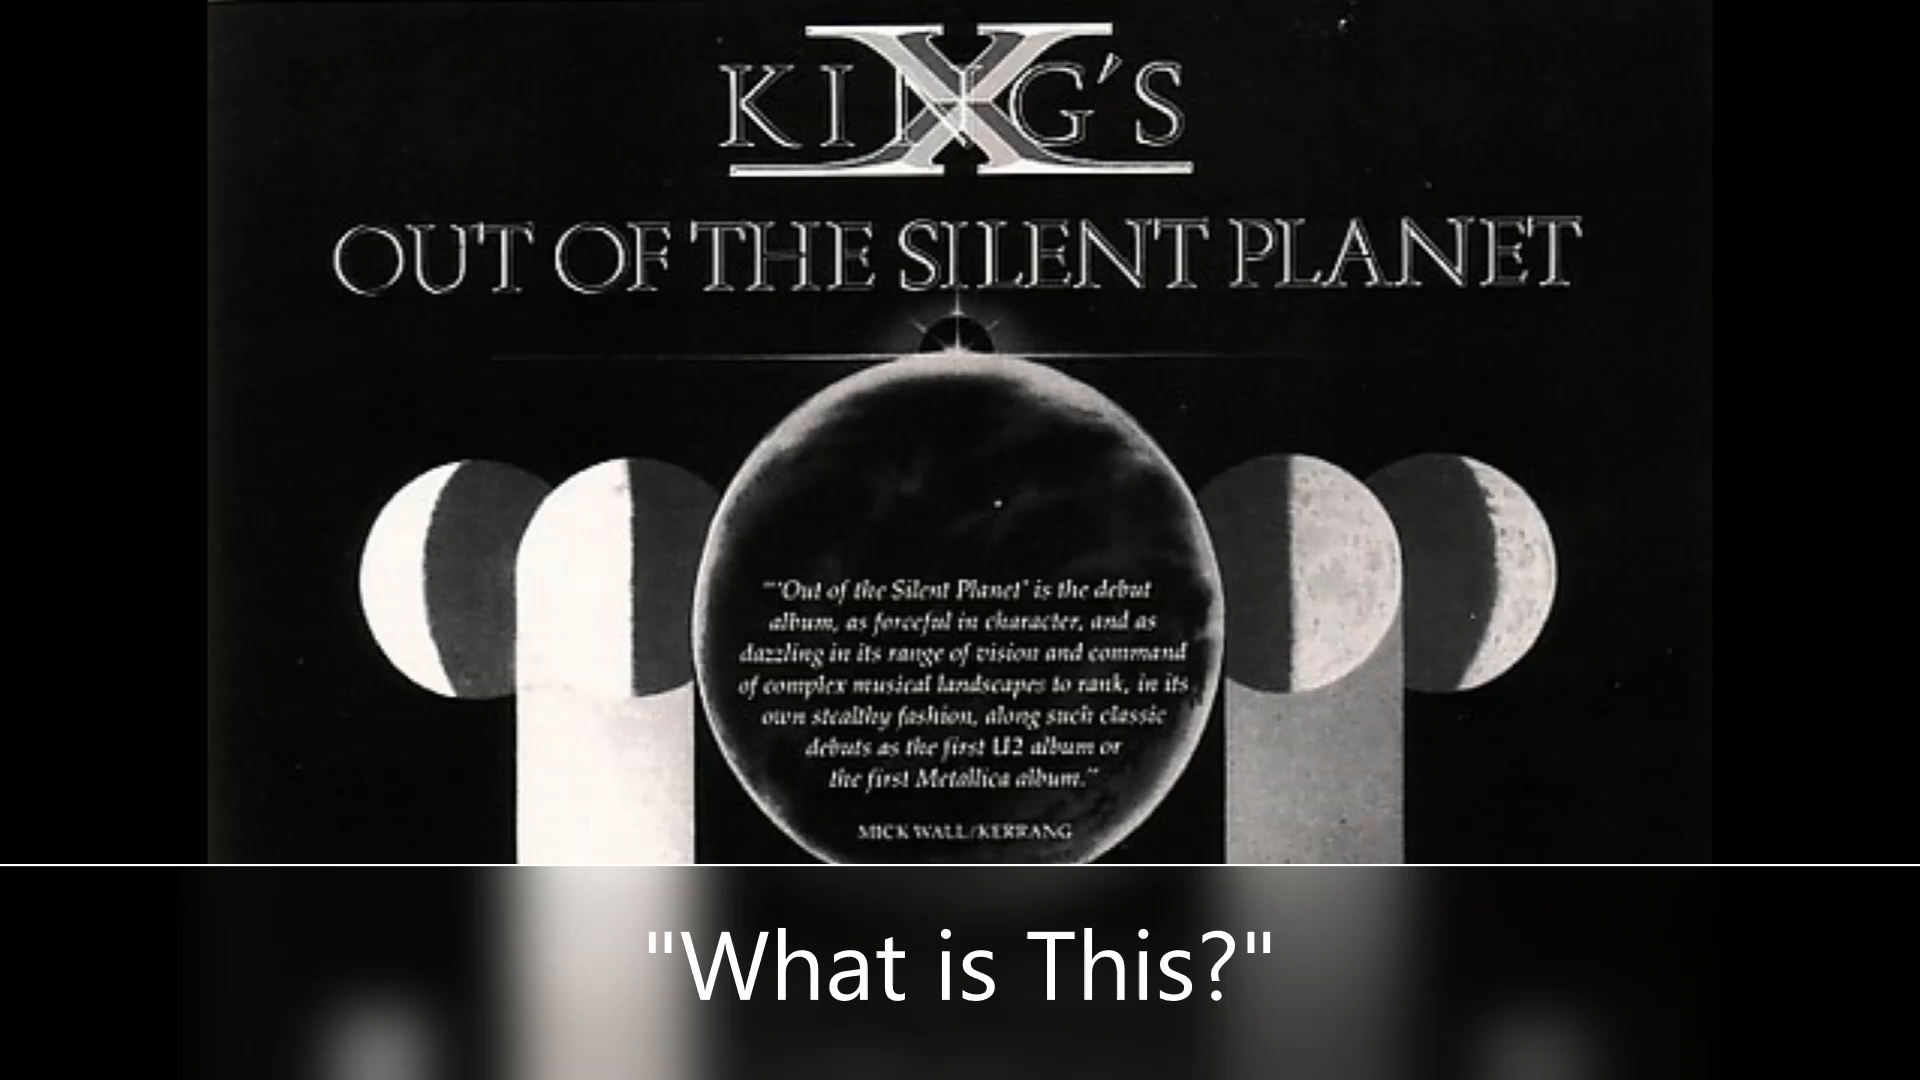 KING'S X
OUT OF THE SILENT PLANET
"'Out of the Silent Planet' is the debut
album, as forceful in character, and as
dazzling in its range of vision and command
of complex musical landscapes to rank, in its
own stealthy fashion, along such classic
debuts as the first U2 album or
the first Metallica album."
MICK WALL/KERRANG
"What is This?"